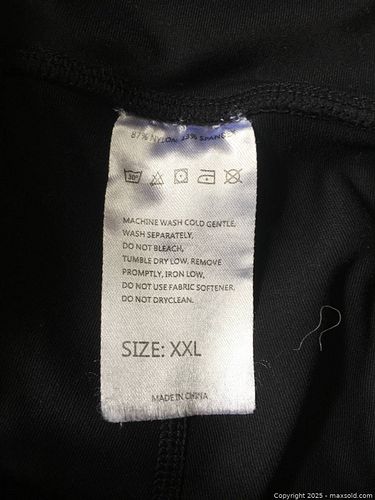 87% NYLON, 13% SPANDEX
30°
MACHINE WASH COLD GENTLE,
WASH SEPARATELY,
DO NOT BLEACH,
TUMBLE DRY LOW, REMOVE
PROMPTLY, IRON LOW,
DO NOT USE FABRIC SOFTENER,
DO NOT DRYCLEAN.
SIZE: XXL
MADE IN CHINA
Copyright 2025 - maxsold.com